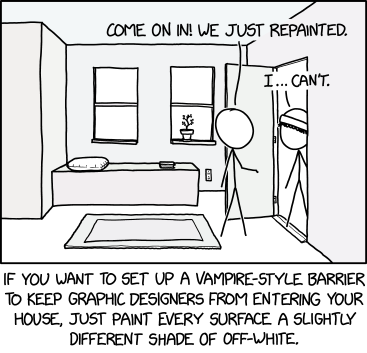 COME ON IN! WE JUST REPAINTED.
I... CAN'T.
IF YOU WANT TO SET UP A VAMPIRE-STYLE BARRIER
TO KEEP GRAPHIC DESIGNERS FROM ENTERING YOUR
HOUSE, JUST PAINT EVERY SURFACE A SLIGHTLY
DIFFERENT SHADE OF OFF-WHITE.